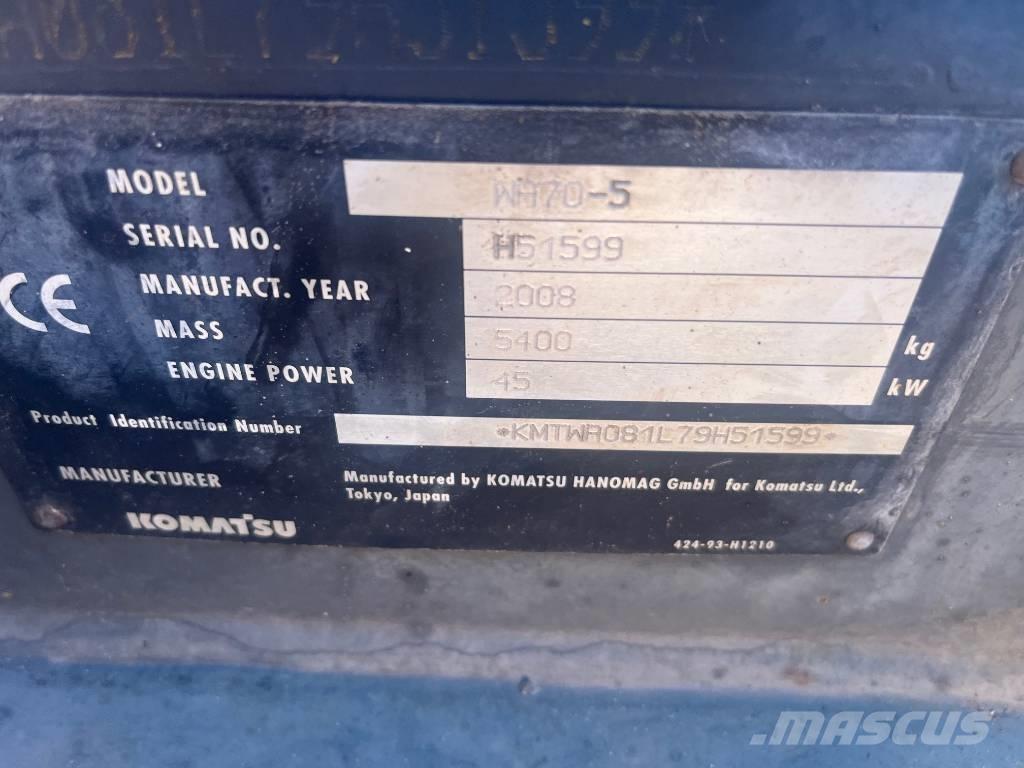 MODEL WA70-5
SERIAL NO. H51599
CE
MANUFACT. YEAR 2008
MASS 5400 kg
ENGINE POWER 45 kW
Product Identification Number *KMTWA081L79H51599*
MANUFACTURER Manufactured by KOMATSU HANOMAG GmbH for Komatsu Ltd.,
Tokyo, Japan
KOMATSU
424-93-H1210
MASCUS